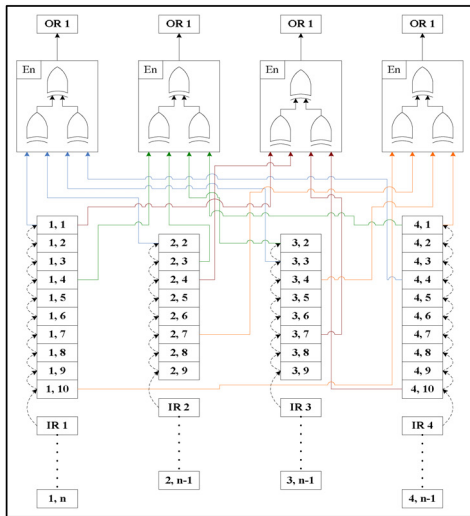 OR 1 OR 1 OR 1 OR 1
En En En En
1, 1 4, 1
1, 2 2, 2 3, 2 4, 2
1, 3 2, 3 3, 3 4, 3
1, 4 2, 4 3, 4 4, 4
1, 5 2, 5 3, 5 4, 5
1, 6 2, 6 3, 6 4, 6
1, 7 2, 7 3, 7 4, 7
1, 8 2, 8 3, 8 4, 8
1, 9 2, 9 3, 9 4, 9
1, 10 4, 10
IR 1 IR 2 IR 3 IR 4
1, n 2, n-1 3, n-1 4, n-1